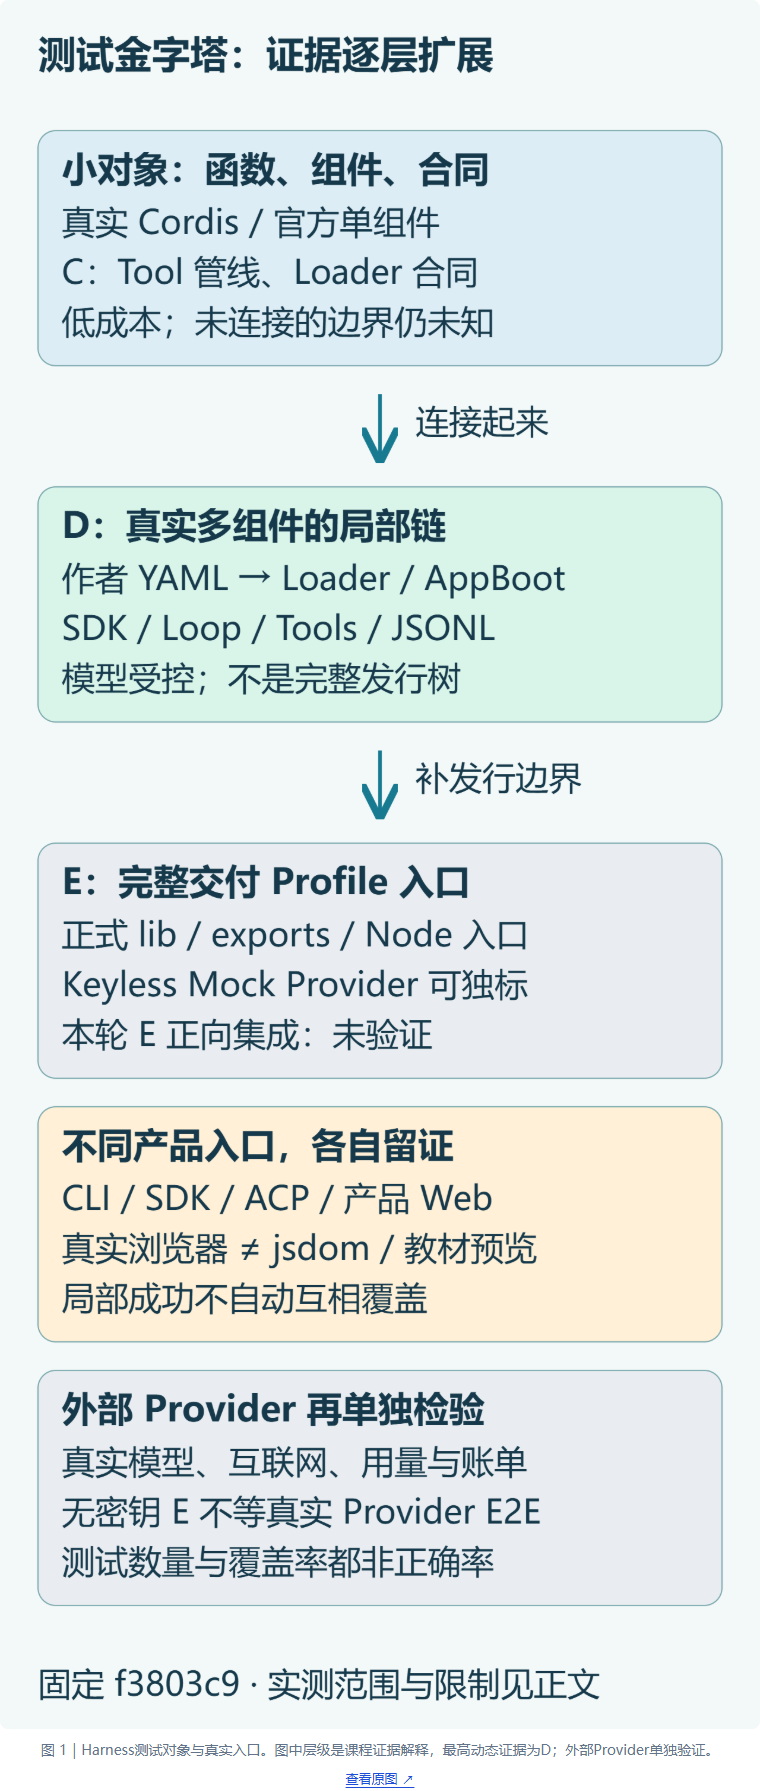 测试金字塔：证据逐层扩展
小对象：函数、组件、合同
真实 Cordis / 官方单组件
C：Tool 管线、Loader 合同
低成本；未连接的边界仍未知
连接起来
D：真实多组件的局部链
作者 YAML → Loader / AppBoot
SDK / Loop / Tools / JSONL
模型受控；不是完整发行树
补发行边界
E：完整交付 Profile 入口
正式 lib / exports / Node 入口
Keyless Mock Provider 可独标
本轮 E 正向集成：未验证
不同产品入口，各自留证
CLI / SDK / ACP / 产品 Web
真实浏览器 ≠ jsdom / 教材预览
局部成功不自动互相覆盖
外部 Provider 再单独检验
真实模型、互联网、用量与账单
无密钥 E 不等真实 Provider E2E
测试数量与覆盖率都非正确率
固定 f3803c9 · 实测范围与限制见正文
图 1｜Harness测试对象与真实入口。图中层级是课程证据解释，最高动态证据为D；外部Provider单独验证。
查看原图 ↗